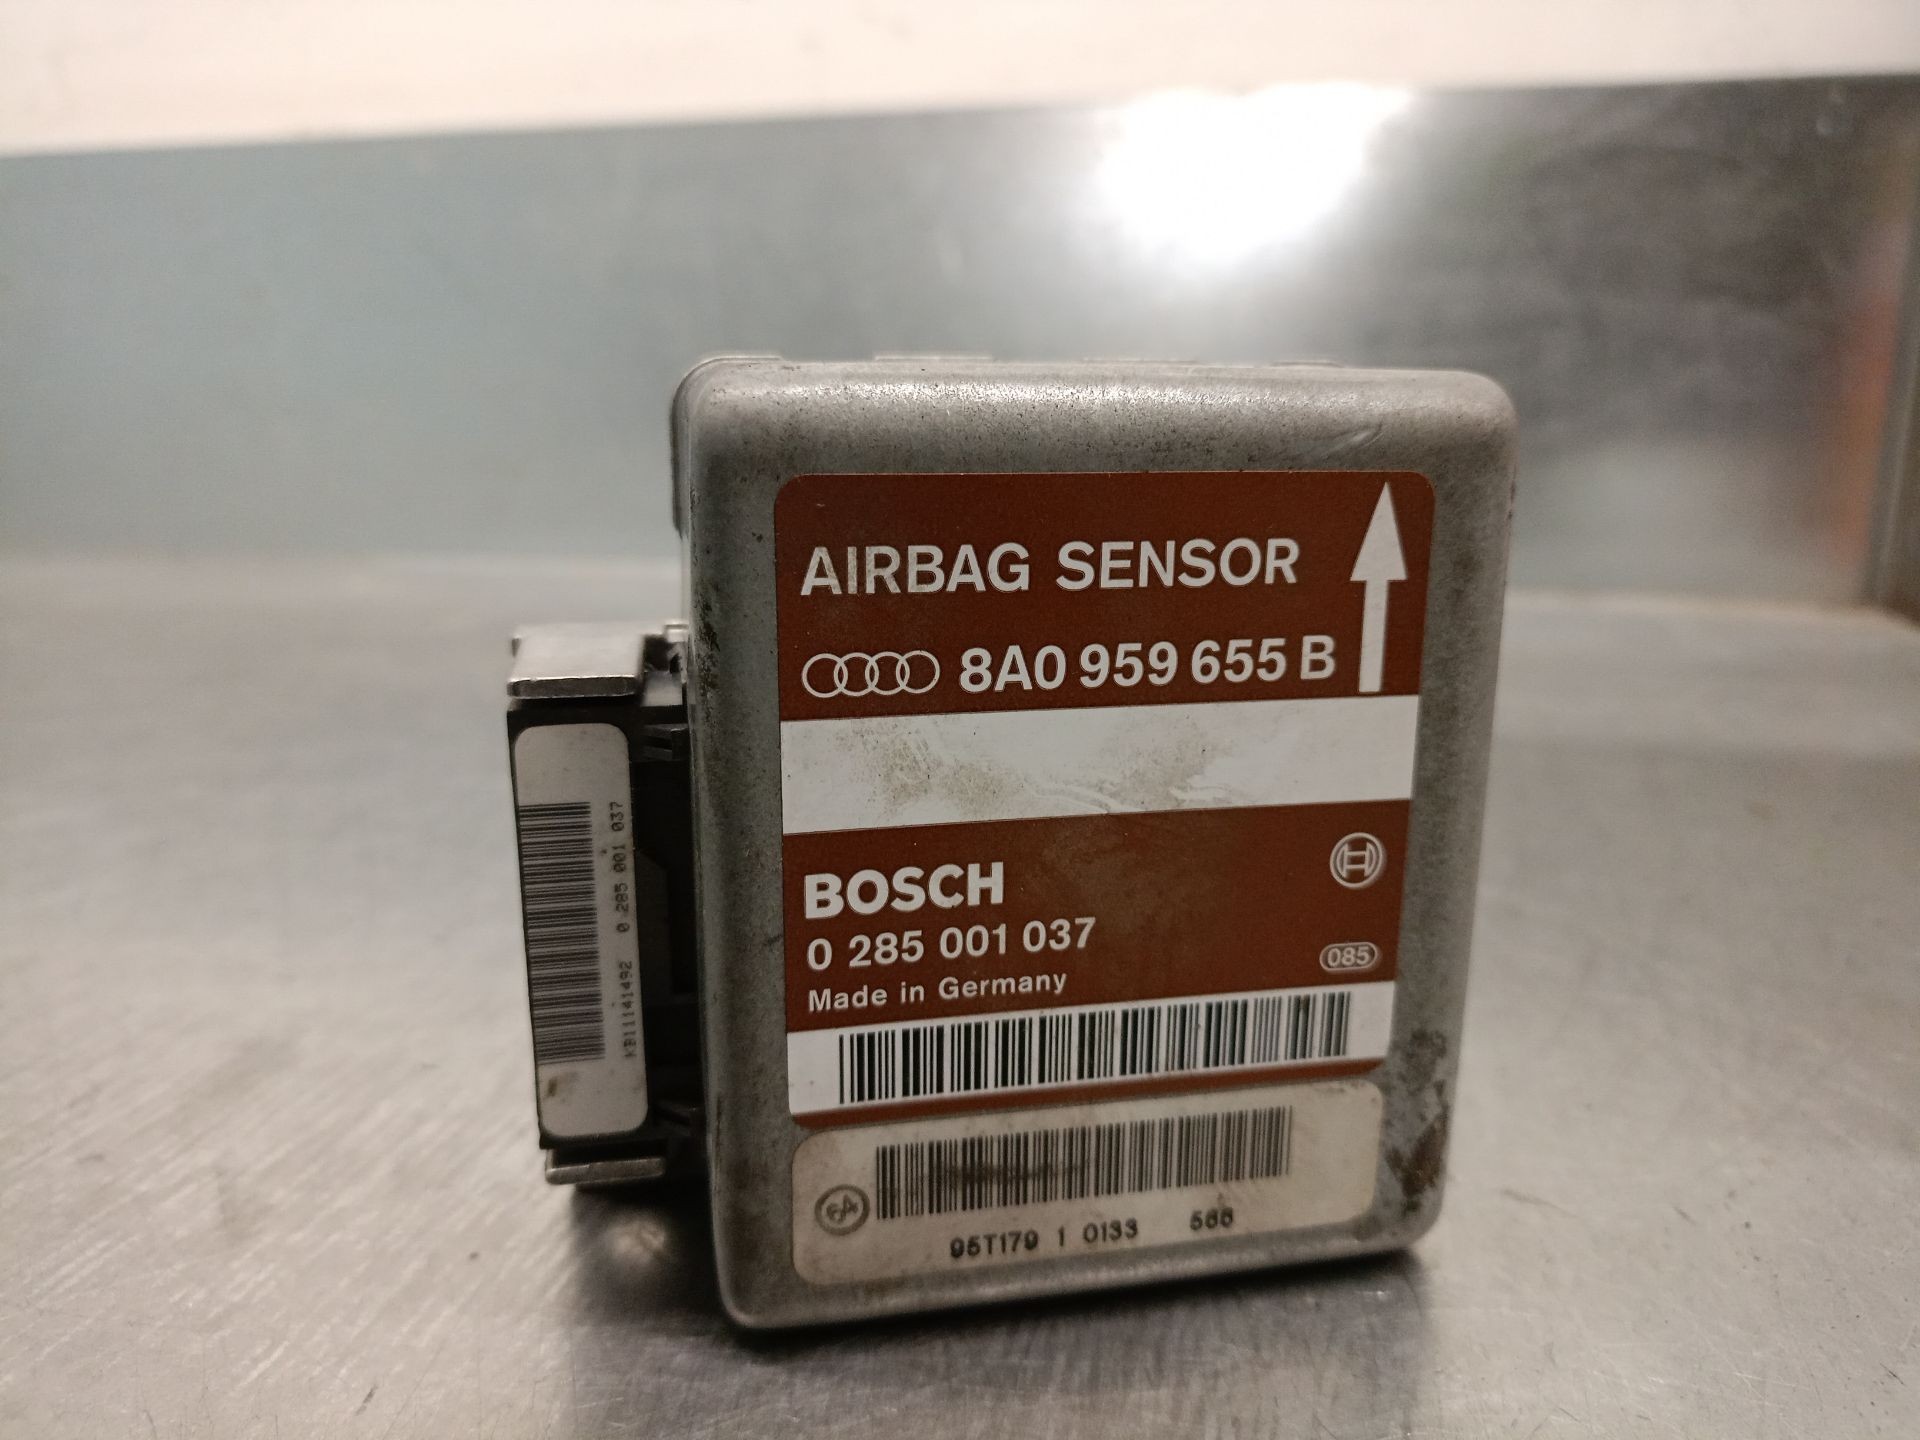 AIRBAG SENSOR
8A0 959 655 B
BOSCH
0 285 001 037
Made in Germany
085
64
95T179 1 0133 566
KB11141492 0 285 001 037